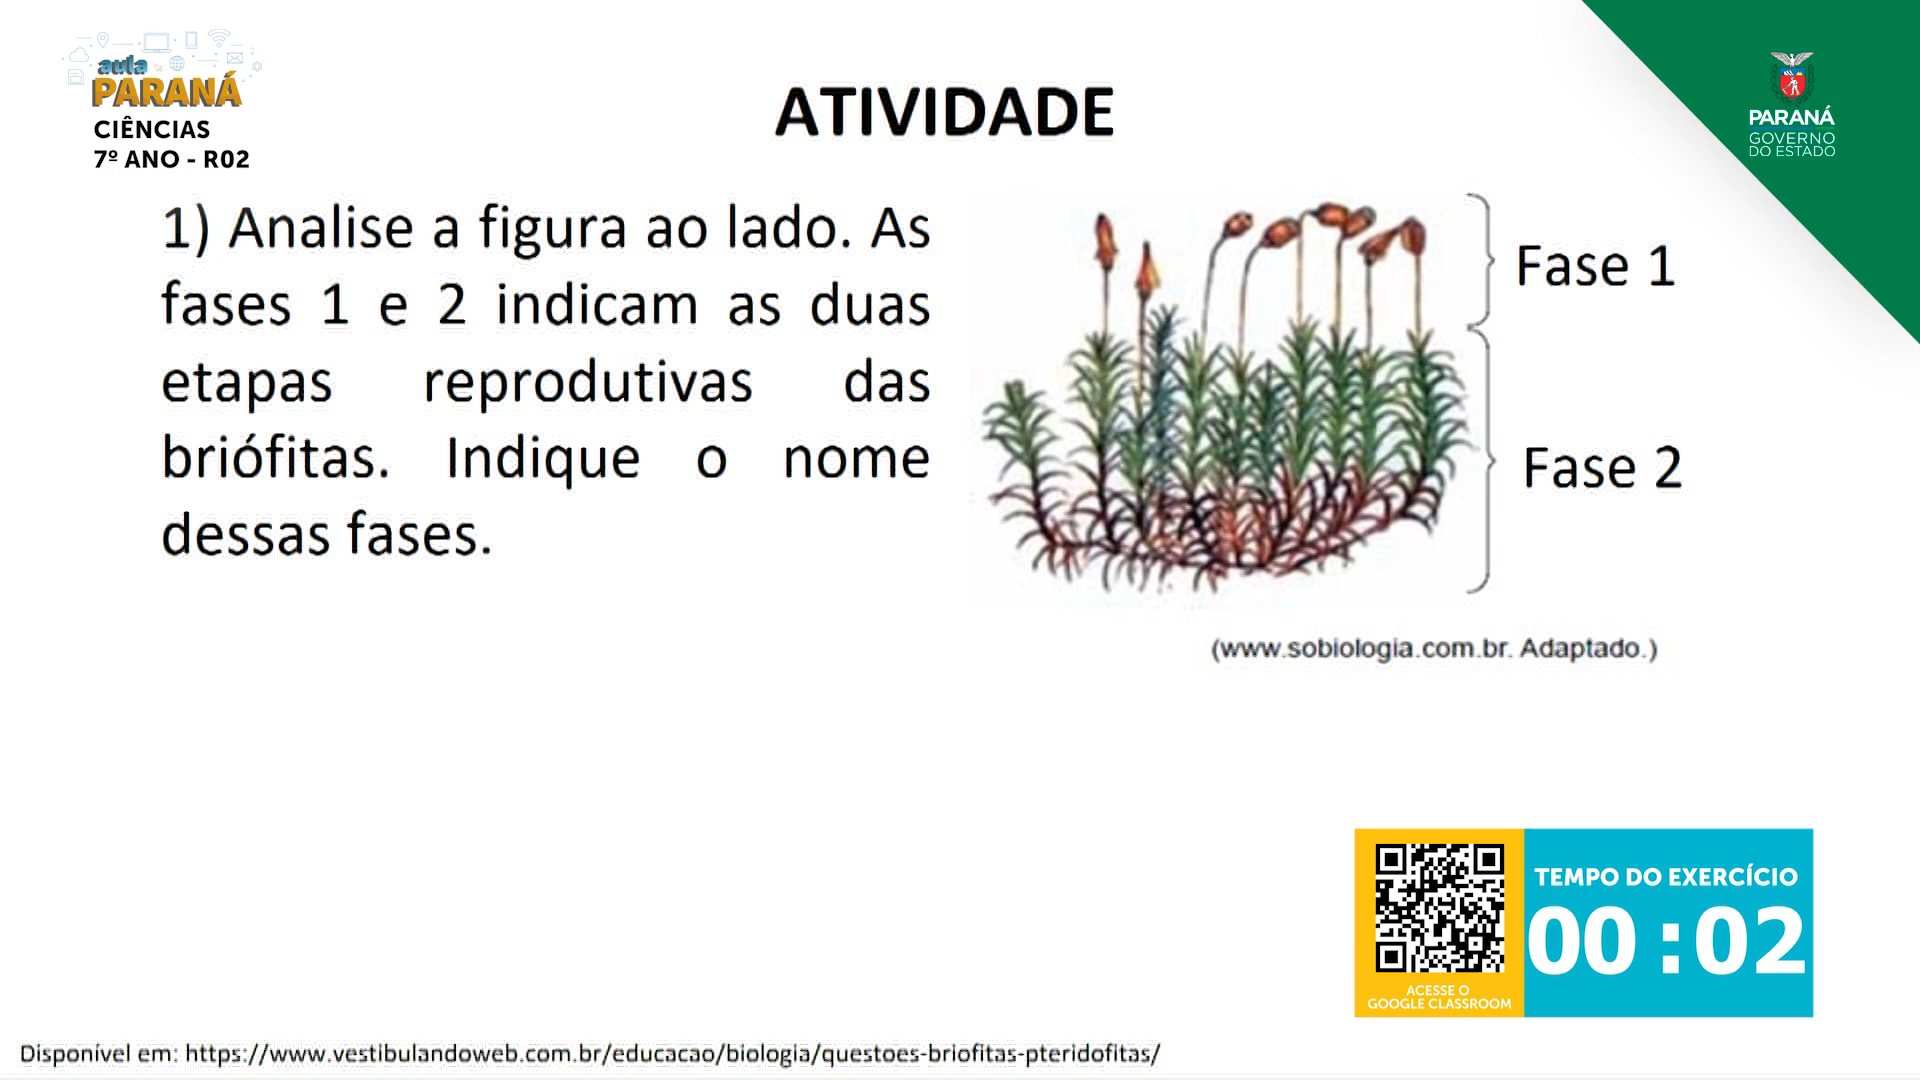 aula
PARANÁ
CIÊNCIAS
7º ANO - R02
ATIVIDADE
PARANÁ
GOVERNO
DO ESTADO
1) Analise a figura ao lado. As
fases 1 e 2 indicam as duas
etapas reprodutivas das
briófitas. Indique o nome
dessas fases.
Fase 1
Fase 2
(www.sobiologia.com.br. Adaptado.)
TEMPO DO EXERCÍCIO
00:02
ACESSE O
GOOGLE CLASSROOM
Disponível em: https://www.vestibulandoweb.com.br/educacao/biologia/questoes-briofitas-pteridofitas/